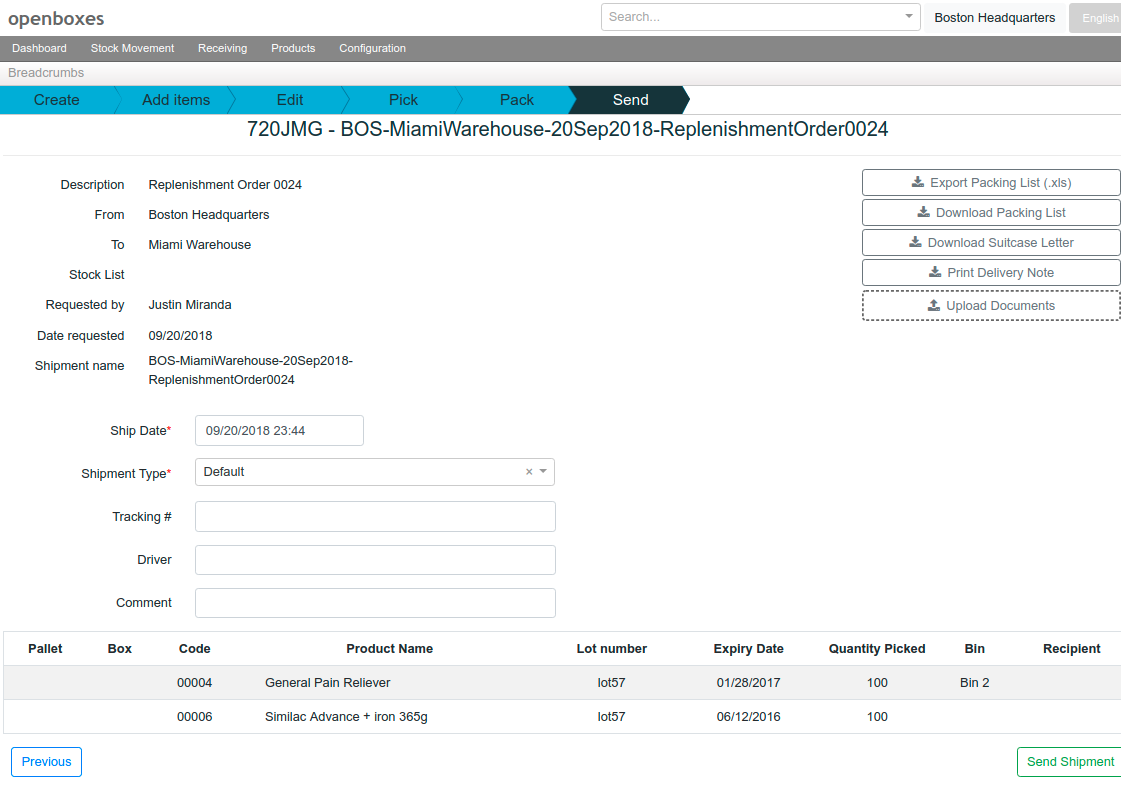 openboxes
Search...
Boston Headquarters
English
Dashboard Stock Movement Receiving Products Configuration
Breadcrumbs
Create Add items Edit Pick Pack Send
720JMG - BOS-MiamiWarehouse-20Sep2018-ReplenishmentOrder0024
Description Replenishment Order 0024
From Boston Headquarters
To Miami Warehouse
Stock List
Requested by Justin Miranda
Date requested 09/20/2018
Shipment name BOS-MiamiWarehouse-20Sep2018-
ReplenishmentOrder0024
Export Packing List (.xls)
Download Packing List
Download Suitcase Letter
Print Delivery Note
Upload Documents
Ship Date* 09/20/2018 23:44
Shipment Type* Default × 
Tracking #
Driver
Comment
Pallet Box Code Product Name Lot number Expiry Date Quantity Picked Bin Recipient
00004 General Pain Reliever lot57 01/28/2017 100 Bin 2
00006 Similac Advance + iron 365g lot57 06/12/2016 100
Previous Send Shipment